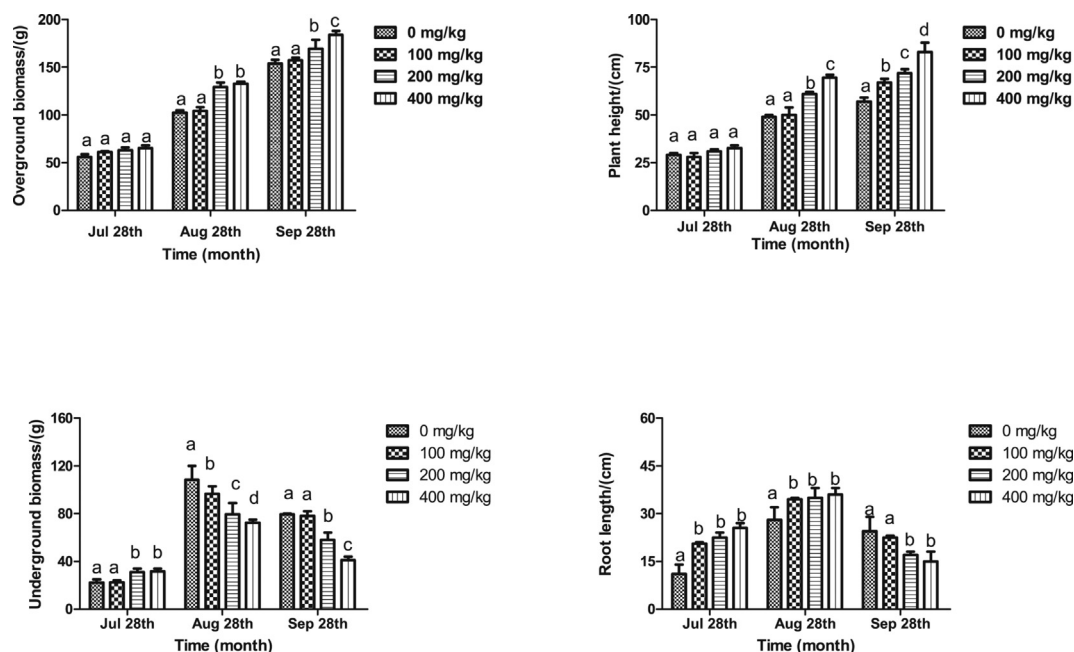 Overground biomass/(g)
200
150
100
50
0
a a a a
a a b b
a a b c
Jul 28th Aug 28th Sep 28th
Time (month)
0 mg/kg
100 mg/kg
200 mg/kg
400 mg/kg
Plant height/(cm)
100
75
50
25
0
a a a a
a a b c
a b c d
Jul 28th Aug 28th Sep 28th
Time (month)
0 mg/kg
100 mg/kg
200 mg/kg
400 mg/kg
Underground biomass/(g)
160
120
80
40
0
a a b b
a b c d
a a b c
Jul 28th Aug 28th Sep 28th
Time (month)
0 mg/kg
100 mg/kg
200 mg/kg
400 mg/kg
Root length/(cm)
60
45
30
15
0
a b b b
a b b b
a a b b
Jul 28th Aug 28th Sep 28th
Time (month)
0 mg/kg
100 mg/kg
200 mg/kg
400 mg/kg